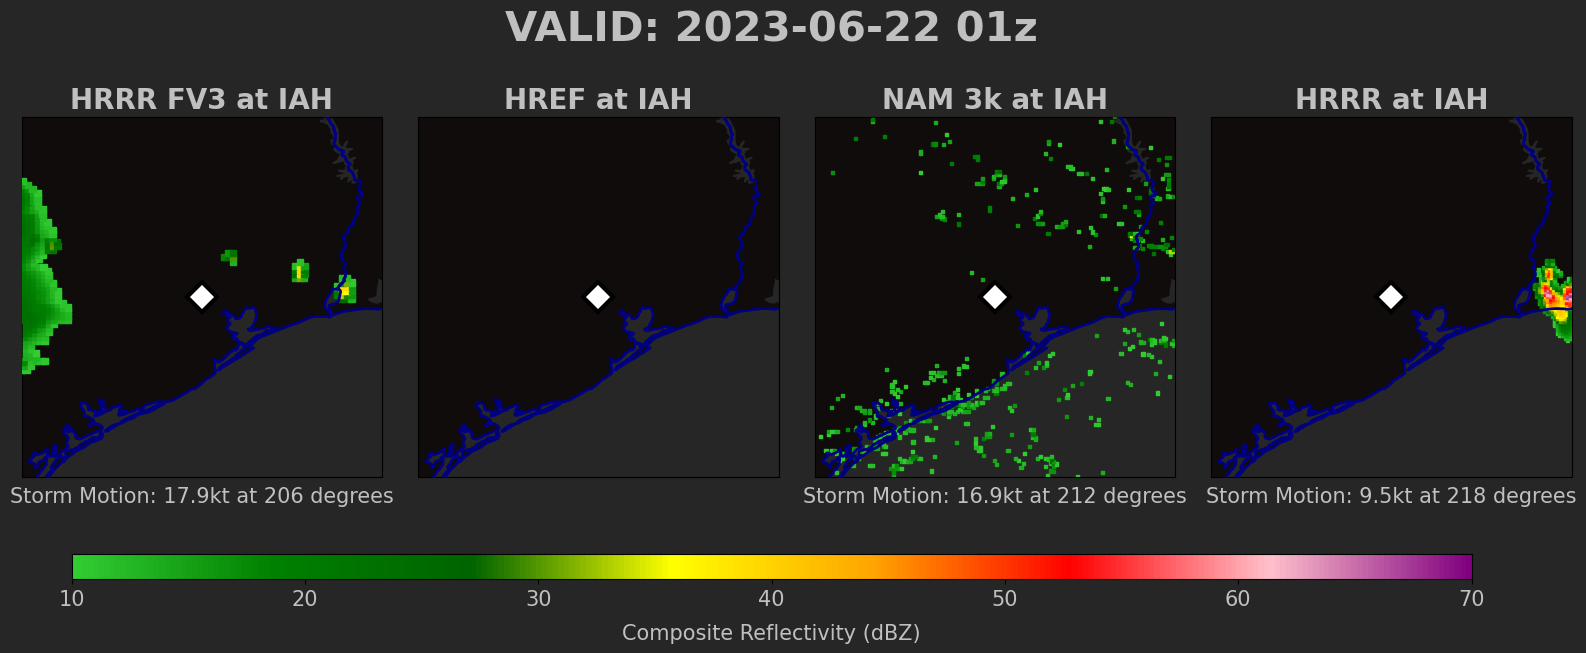 VALID: 2023-06-22 01z
HRRR FV3 at IAH
HREF at IAH
NAM 3k at IAH
HRRR at IAH
Storm Motion: 17.9kt at 206 degrees
Storm Motion: 16.9kt at 212 degrees
Storm Motion: 9.5kt at 218 degrees
10 20 30 40 50 60 70
Composite Reflectivity (dBZ)